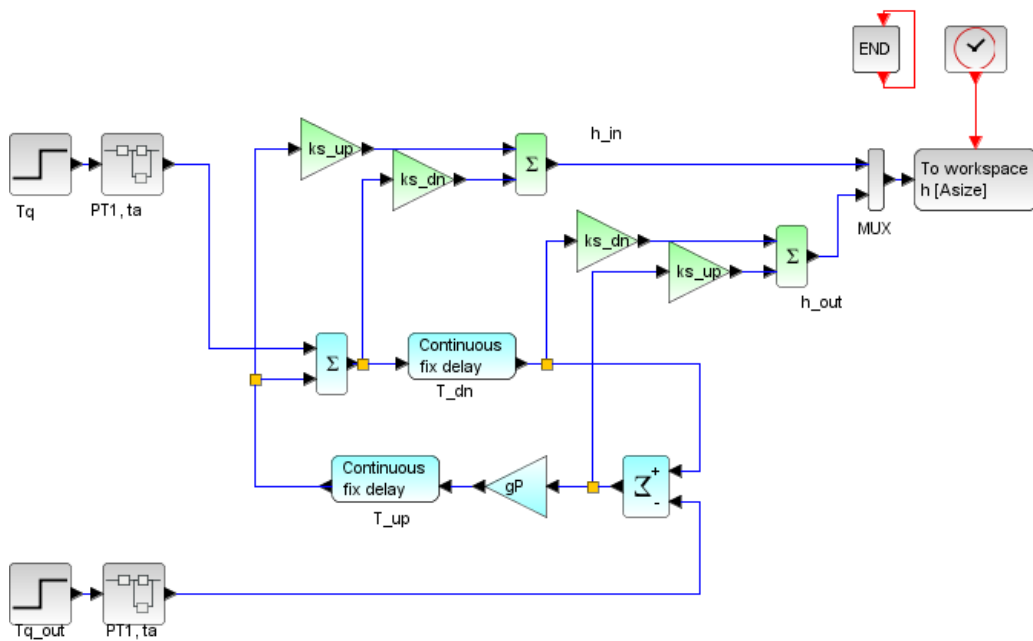 END
ks_up
h_in
ks_dn
Σ
To workspace
h [Asize]
Tq
PT1, ta
MUX
ks_dn
ks_up
Σ
h_out
Σ
Continuous
fix delay
T_dn
Continuous
fix delay
T_up
gP
Σ
+
-
Tq_out
PT1, ta